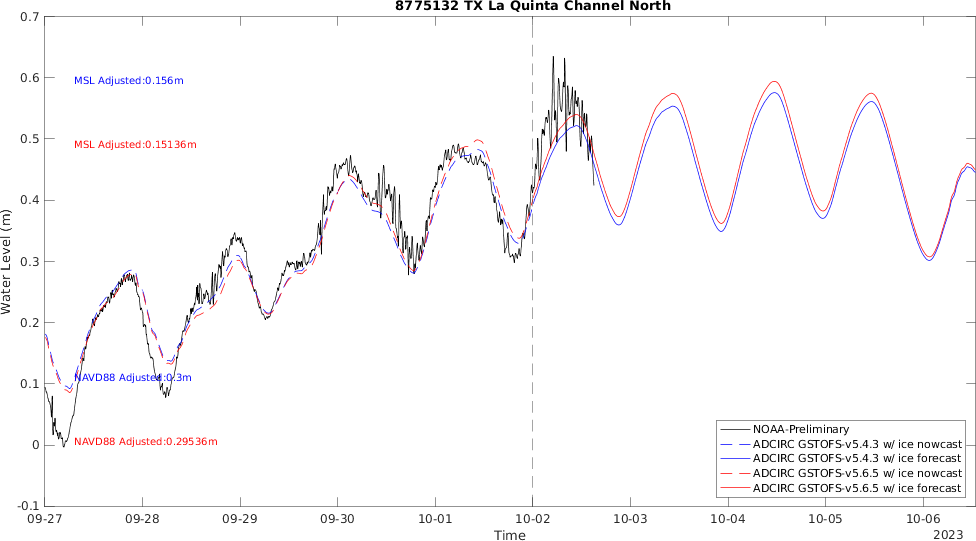 8775132 TX La Quinta Channel North
0.7
0.6
0.5
0.4
0.3
0.2
0.1
0
-0.1
Water Level (m)
MSL Adjusted:0.156m
MSL Adjusted:0.15136m
NAVD88 Adjusted:0.3m
NAVD88 Adjusted:0.29536m
NOAA-Preliminary
ADCIRC GSTOFS-v5.4.3 w/ ice nowcast
ADCIRC GSTOFS-v5.4.3 w/ ice forecast
ADCIRC GSTOFS-v5.6.5 w/ ice nowcast
ADCIRC GSTOFS-v5.6.5 w/ ice forecast
09-27 09-28 09-29 09-30 10-01 10-02 10-03 10-04 10-05 10-06
Time
2023